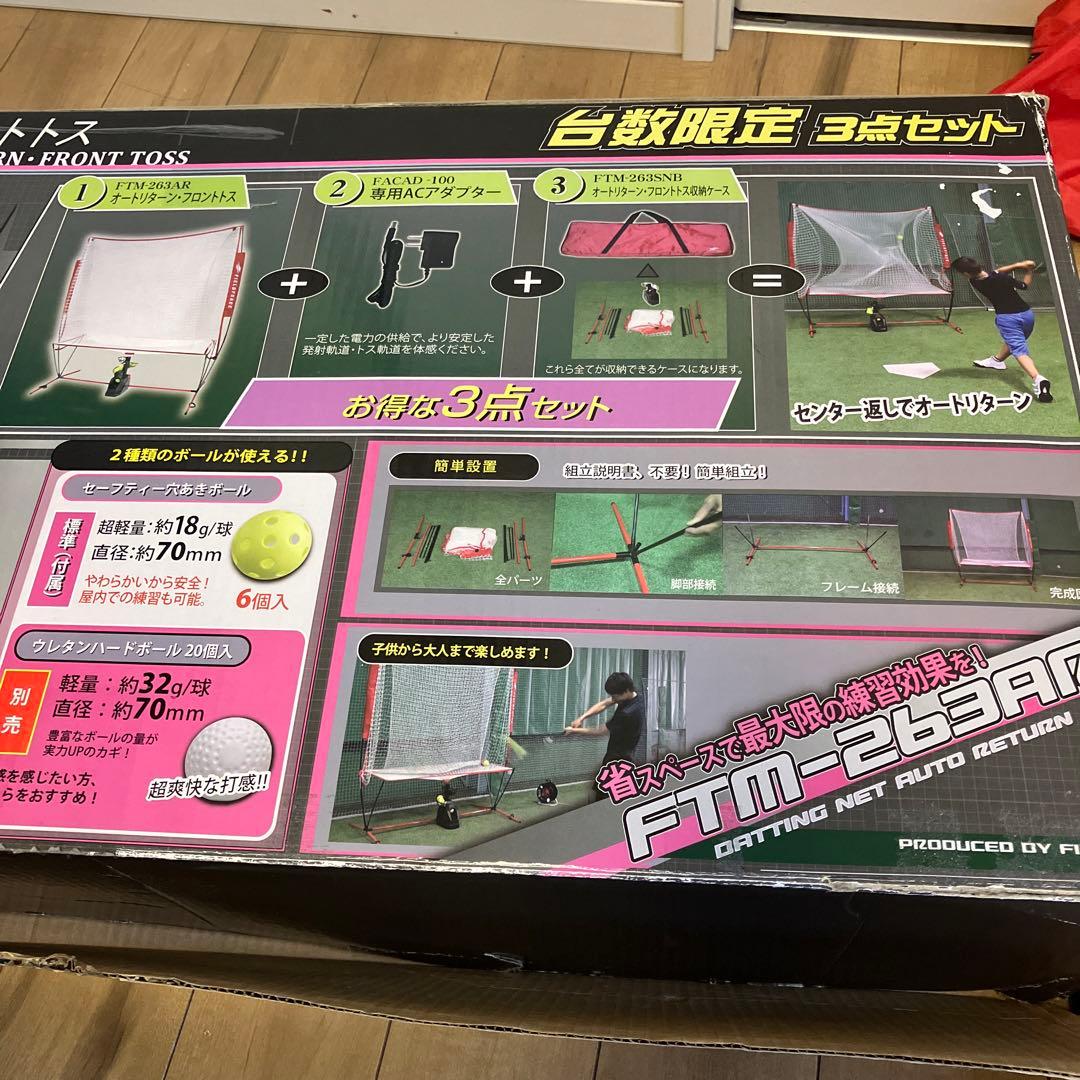 トトス
RN・FRONT TOSS
台数限定 3点セット
1 FTM-263AR
オートリターン・フロントトス
2 FACAD-100
専用ACアダプター
3 FTM-263SNB
オートリターン・フロントトス収納ケース
+
+
=
一定した電力の供給で、より安定した
発射軌道・トス軌道を体感ください。
これら全てが収納できるケースになります。
お得な3点セット
センター返しでオートリターン
2種類のボールが使える!!
セーフティー穴あきボール
標準(付属)
超軽量:約18g/球
直径:約70mm
やわらかいから安全!
屋内での練習も可能。
6個入
ウレタンハードボール 20個入
別売
軽量:約32g/球
直径:約70mm
豊富なボールの量が
実力UPのカギ!
感を感じたい方、
らをおすすめ!
超爽快な打感!!
簡単設置
組立説明書、不要!簡単組立!
全パーツ
脚部接続
フレーム接続
完成図
子供から大人まで楽しめます!
省スペースで最大限の練習効果を!
FTM-263AR
BATTING NET AUTO RETURN
PRODUCED BY FI